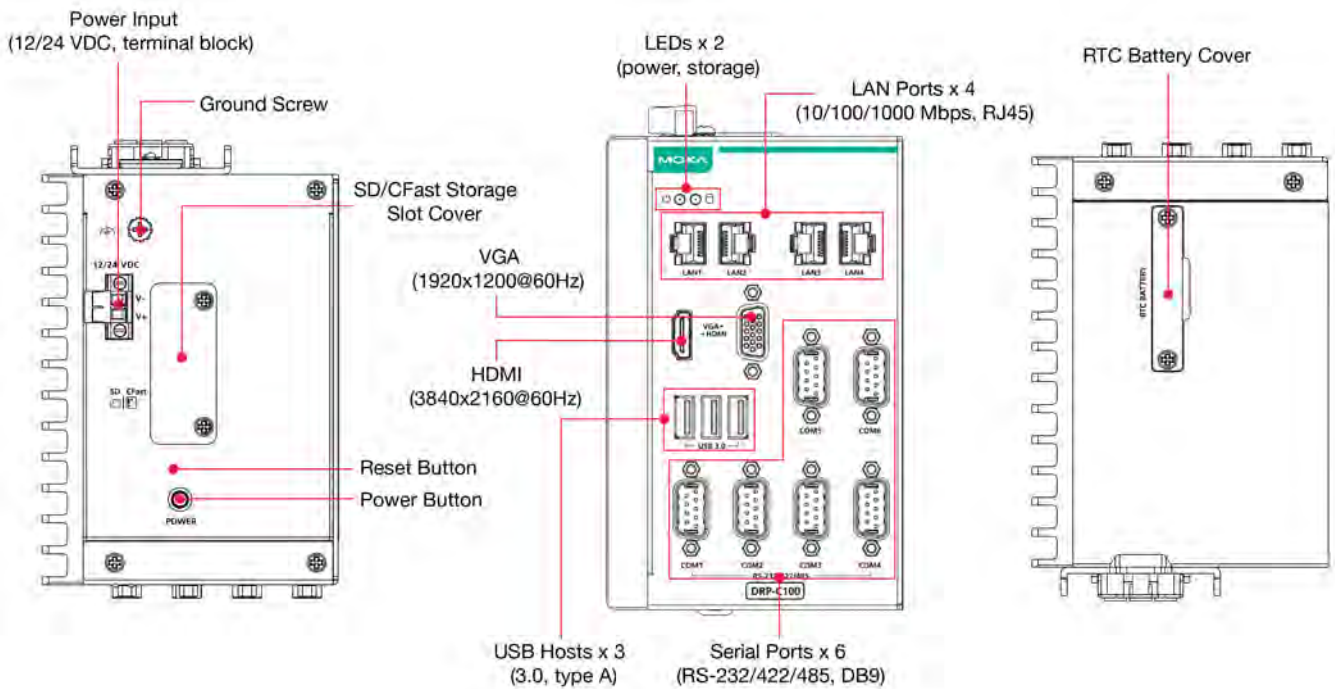 Power Input
(12/24 VDC, terminal block)
Ground Screw
SD/CFast Storage
Slot Cover
12/24 VDC
V-
V+
SD CFast
Reset Button
Power Button
POWER
LEDs x 2
(power, storage)
LAN Ports x 4
(10/100/1000 Mbps, RJ45)
MOXA
LAN1
LAN2
LAN3
LAN4
VGA
(1920x1200@60Hz)
HDMI
(3840x2160@60Hz)
VGA
HDMI
USB 3.0
COM5
COM6
COM1
COM2
COM3
COM4
RS-232/422/485
DRP-C100
USB Hosts x 3
(3.0, type A)
Serial Ports x 6
(RS-232/422/485, DB9)
RTC Battery Cover
RTC BATTERY